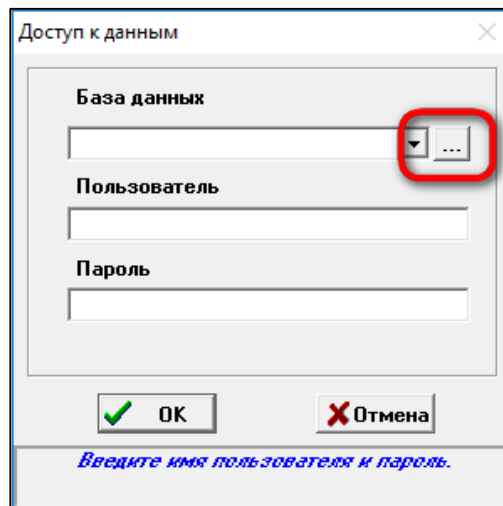 Доступ к данным
База данных
...
Пользователь
Пароль
OK
Отмена
Введите имя пользователя и пароль.